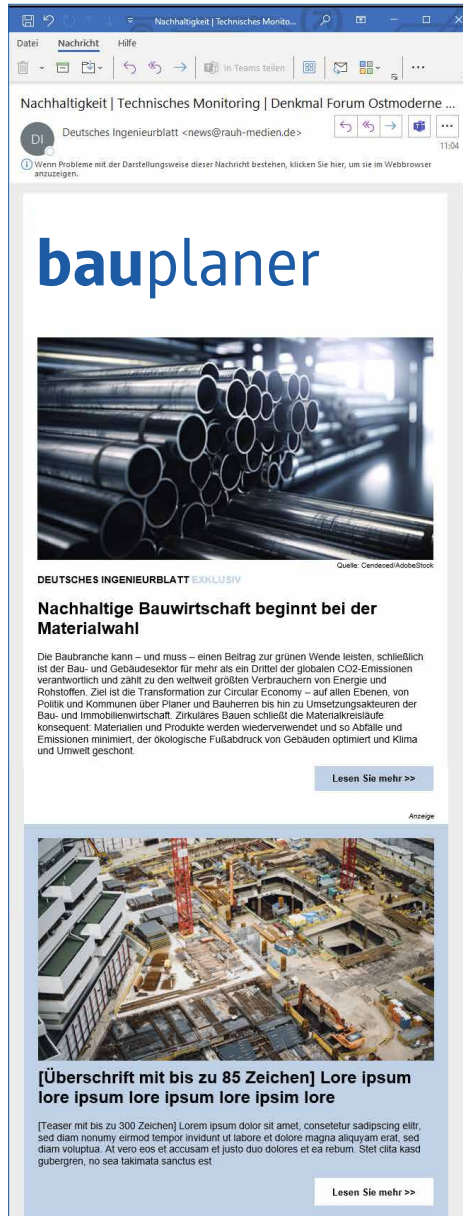 Nachhaltigkeit | Technisches Monito...
Datei Nachricht Hilfe
In Teams teilen
Nachhaltigkeit | Technisches Monitoring | Denkmal Forum Ostmoderne ...
DI
Deutsches Ingenieurblatt <news@rauh-medien.de>
11:04
Wenn Probleme mit der Darstellungsweise dieser Nachricht bestehen, klicken Sie hier, um sie im Webbrowser
anzuzeigen.
bauplaner
Quelle: Cendeced/AdobeStock
DEUTSCHES INGENIEURBLATT EXKLUSIV
Nachhaltige Bauwirtschaft beginnt bei der
Materialwahl
Die Baubranche kann – und muss – einen Beitrag zur grünen Wende leisten, schließlich
ist der Bau- und Gebäudesektor für mehr als ein Drittel der globalen CO2-Emissionen
verantwortlich und zählt zu den weltweit größten Verbrauchern von Energie und
Rohstoffen. Ziel ist die Transformation zur Circular Economy – auf allen Ebenen, von
Politik und Kommunen über Planer und Bauherren bis hin zu Umsetzungsakteuren der
Bau- und Immobilienwirtschaft. Zirkuläres Bauen schließt die Materialkreisläufe
konsequent: Materialien und Produkte werden wiederverwendet und so Abfälle und
Emissionen minimiert, der ökologische Fußabdruck von Gebäuden optimiert und Klima
und Umwelt geschont.
Lesen Sie mehr >>
Anzeige
[Überschrift mit bis zu 85 Zeichen] Lore ipsum
lore ipsum lore ipsum lore ipsim lore
[Teaser mit bis zu 300 Zeichen] Lorem ipsum dolor sit amet, consetetur sadipscing elitr,
sed diam nonumy eirmod tempor invidunt ut labore et dolore magna aliquyam erat, sed
diam voluptua. At vero eos et accusam et justo duo dolores et ea rebum. Stet clita kasd
gubergren, no sea takimata sanctus est
Lesen Sie mehr >>